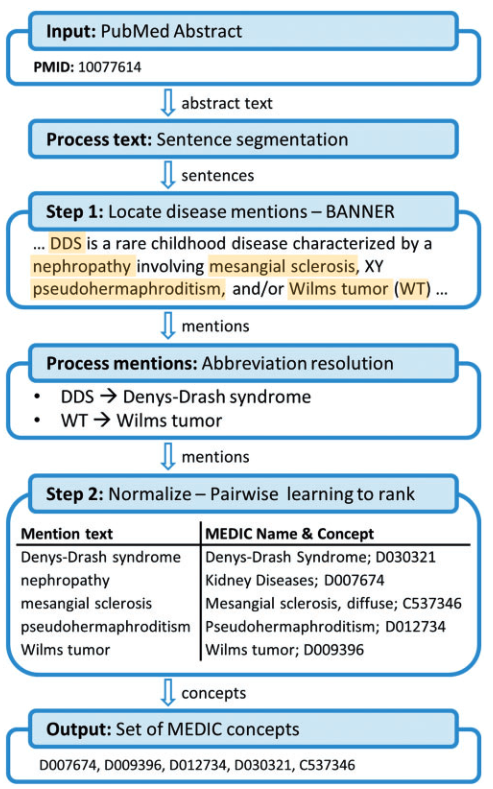 Input: PubMed Abstract
PMID: 10077614
abstract text
Process text: Sentence segmentation
sentences
Step 1: Locate disease mentions – BANNER
... DDS is a rare childhood disease characterized by a
nephropathy involving mesangial sclerosis, XY
pseudohermaphroditism, and/or Wilms tumor (WT) ...
mentions
Process mentions: Abbreviation resolution
• DDS → Denys-Drash syndrome
• WT → Wilms tumor
mentions
Step 2: Normalize – Pairwise learning to rank
Mention text MEDIC Name & Concept
Denys-Drash syndrome Denys-Drash Syndrome; D030321
nephropathy Kidney Diseases; D007674
mesangial sclerosis Mesangial sclerosis, diffuse; C537346
pseudohermaphroditism Pseudohermaphroditism; D012734
Wilms tumor Wilms tumor; D009396
concepts
Output: Set of MEDIC concepts
D007674, D009396, D012734, D030321, C537346